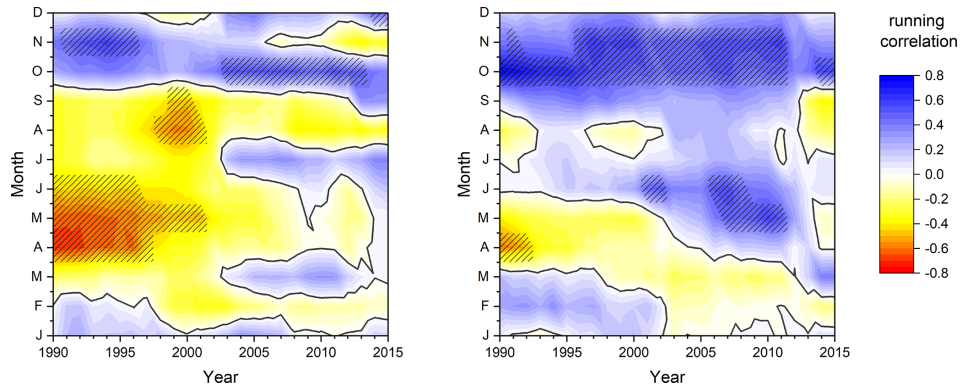 running
correlation
D
N
O
S
A
J
J
M
A
M
F
J
Month
1990 1995 2000 2005 2010 2015
Year
D
N
O
S
A
J
J
M
A
M
F
J
Month
1990 1995 2000 2005 2010 2015
Year
0.8
0.6
0.4
0.2
0.0
-0.2
-0.4
-0.6
-0.8